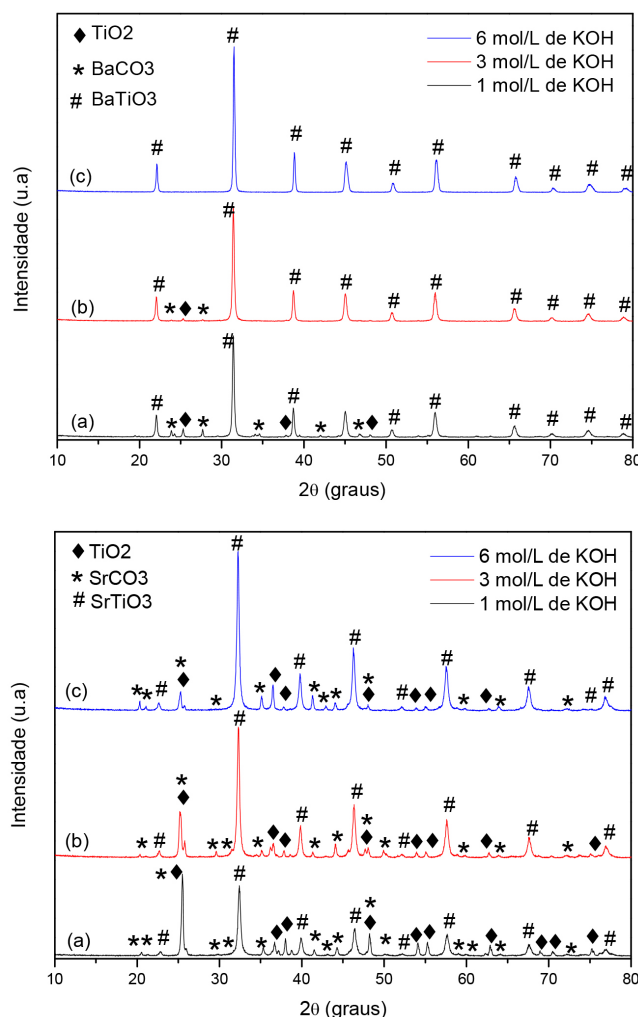 ◆ TiO2
* BaCO3
# BaTiO3
6 mol/L de KOH
3 mol/L de KOH
1 mol/L de KOH
Intensidade (u.a)
(c)
# # # # # # # # # #
(b)
# * ◆ * # # # # # # # # #
(a)
# * ◆ * # * ◆ # * * ◆ # # # # # #
10 20 30 40 50 60 70 80
2θ (graus)
◆ TiO2
* SrCO3
# SrTiO3
6 mol/L de KOH
3 mol/L de KOH
1 mol/L de KOH
Intensidade (u.a)
(c)
(b)
(a)
10 20 30 40 50 60 70 80
2θ (graus)